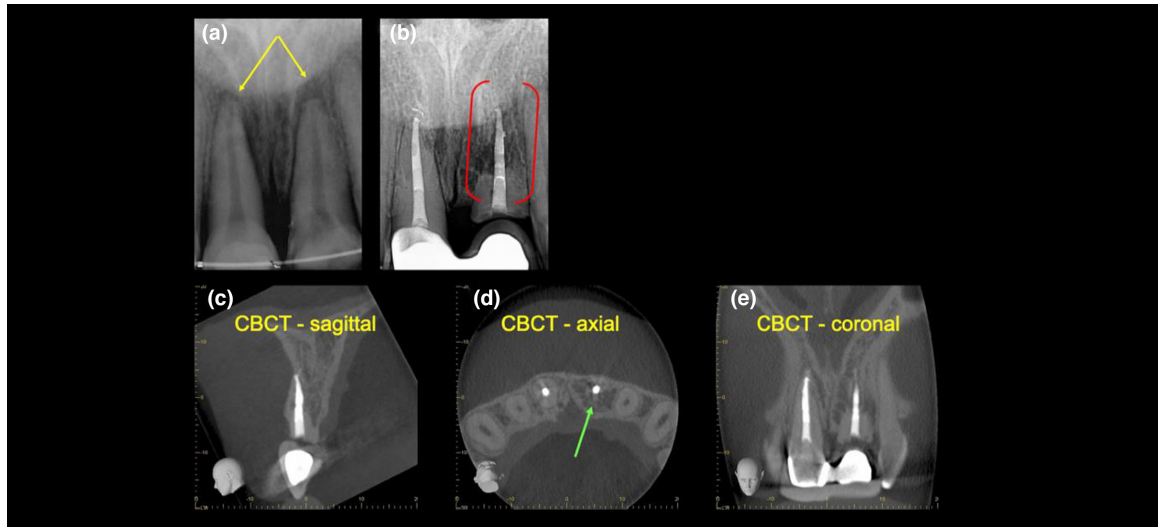 (a)
(b)
(c)
CBCT - sagittal
(d)
CBCT - axial
(e)
CBCT - coronal